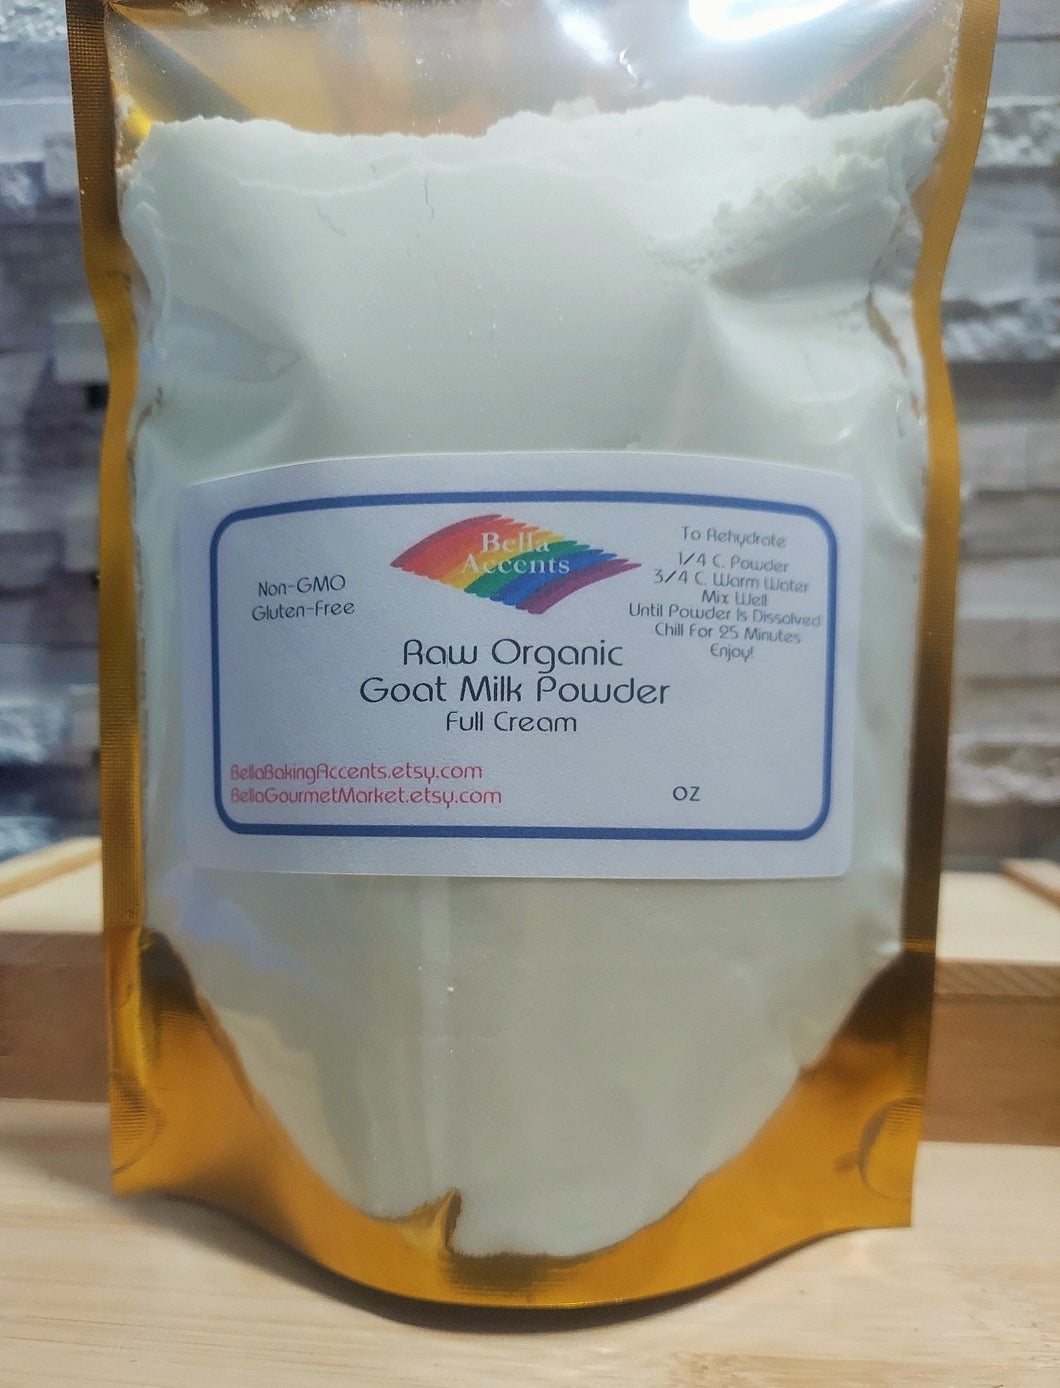 Bella
Accents
Non-GMO
Gluten-Free
To Rehydrate
1/4 C. Powder
3/4 C. Warm Water
Mix Well
Until Powder Is Dissolved
Chill For 25 Minutes
Enjoy!
Raw Organic
Goat Milk Powder
Full Cream
BellaBakingAccents.etsy.com
BellaGourmetMarket.etsy.com
OZ